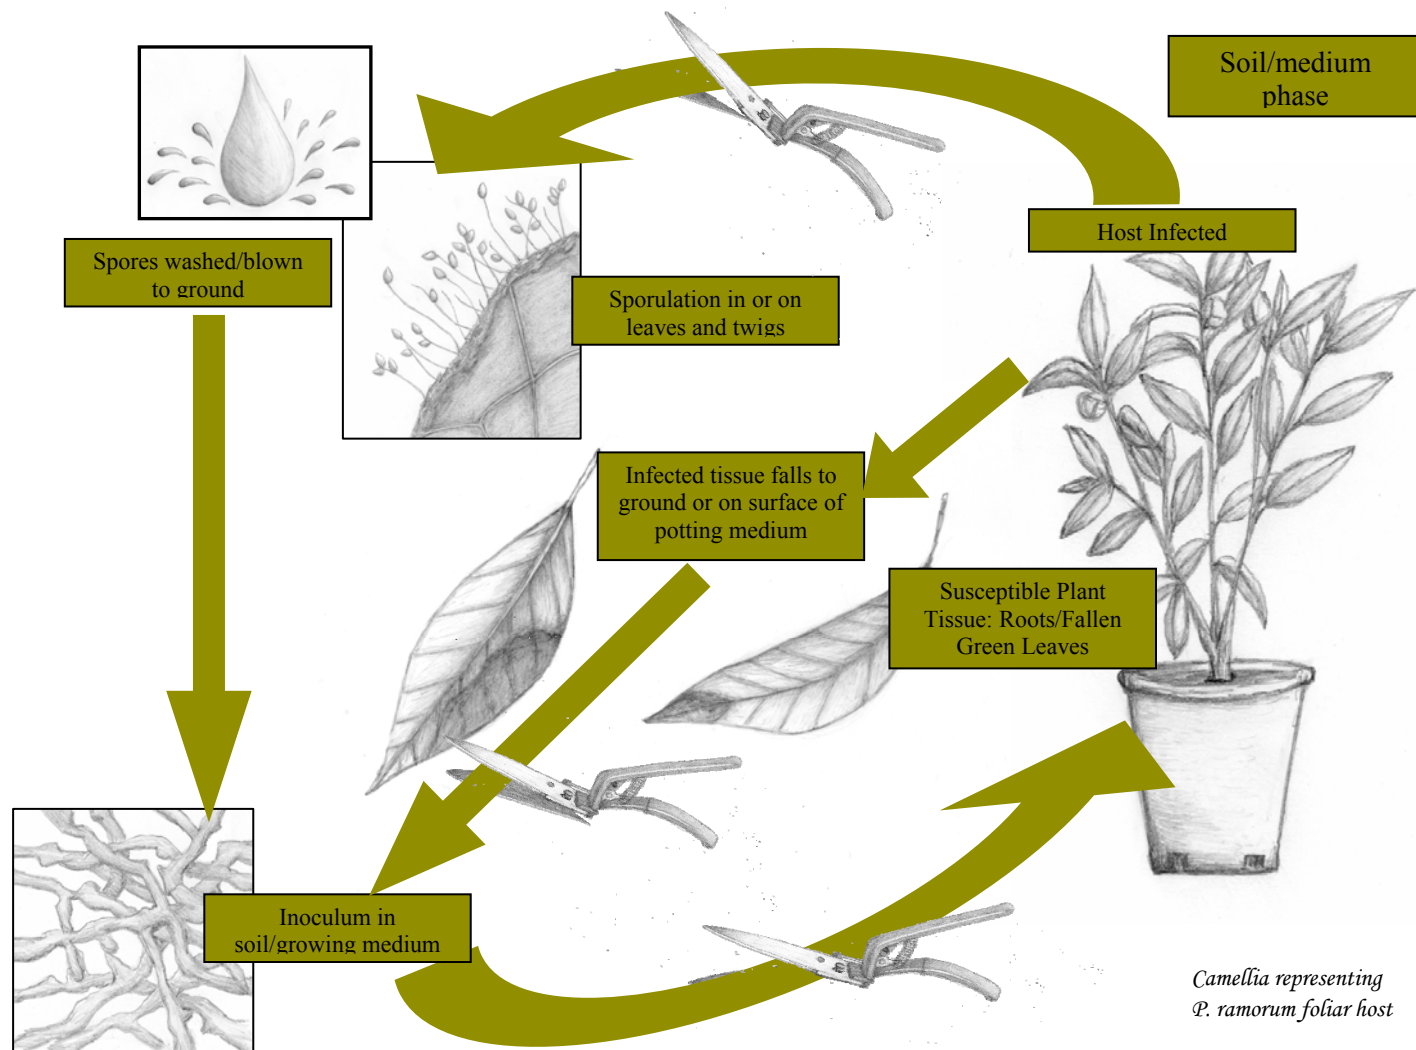 Soil/medium
phase
Host Infected
Spores washed/blown
to ground
Sporulation in or on
leaves and twigs
Infected tissue falls to
ground or on surface of
potting medium
Susceptible Plant
Tissue: Roots/Fallen
Green Leaves
Inoculum in
soil/growing medium
Camellia representing
P. ramorum foliar host